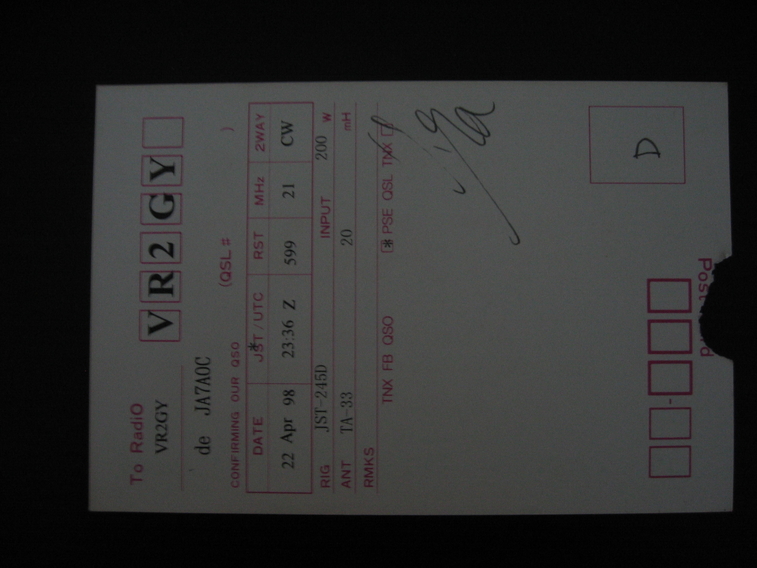 To RadiO VR2GY
VR2GY
de JA7AOC
(QSL # )
CONFIRMING OUR QSO
DATE JST/UTC RST MHz 2WAY
22 Apr 98 23:36 Z 599 21 CW
RIG JST-245D INPUT 200 W
ANT TA-33 20 mH
RMKS
TNX FB QSO * PSE QSL TNX
D